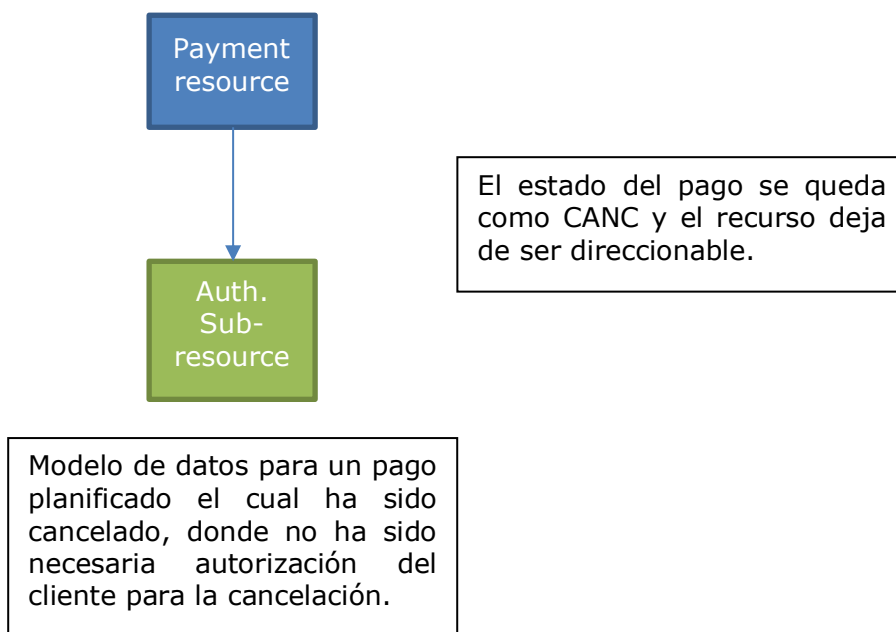 Payment
resource
El estado del pago se queda
como CANC y el recurso deja
de ser direccionable.
Auth.
Sub-
resource
Modelo de datos para un pago
planificado el cual ha sido
cancelado, donde no ha sido
necesaria autorización del
cliente para la cancelación.